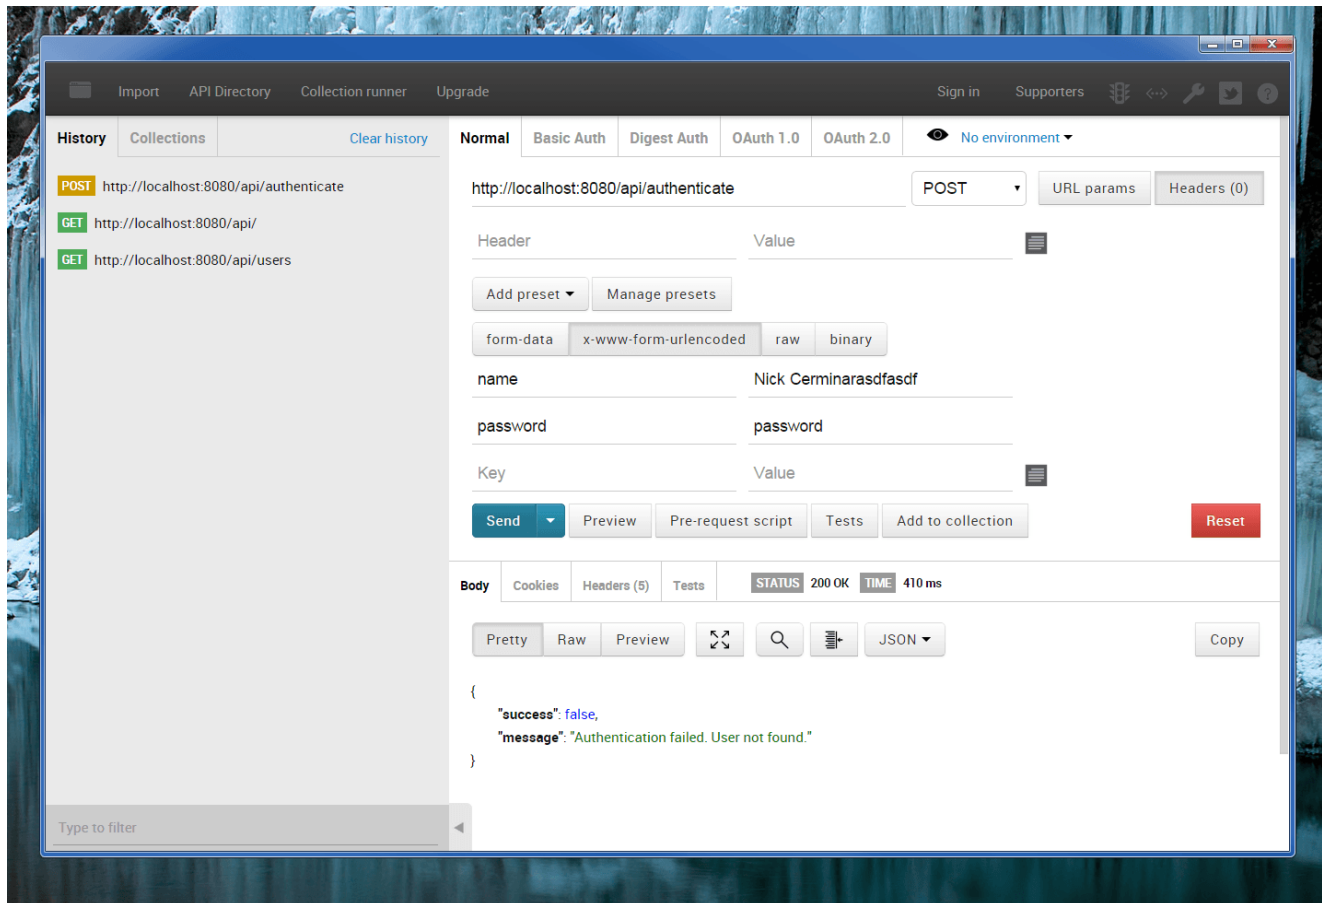 Import API Directory Collection runner Upgrade Sign in Supporters
History Collections Clear history
POST http://localhost:8080/api/authenticate
GET http://localhost:8080/api/
GET http://localhost:8080/api/users
Type to filter
Normal Basic Auth Digest Auth OAuth 1.0 OAuth 2.0 No environment
http://localhost:8080/api/authenticate POST URL params Headers (0)
Header Value
Add preset Manage presets
form-data x-www-form-urlencoded raw binary
name Nick Cerminarasdfasdf
password password
Key Value
Send Preview Pre-request script Tests Add to collection Reset
Body Cookies Headers (5) Tests STATUS 200 OK TIME 410 ms
Pretty Raw Preview JSON Copy
{
"success": false,
"message": "Authentication failed. User not found."
}